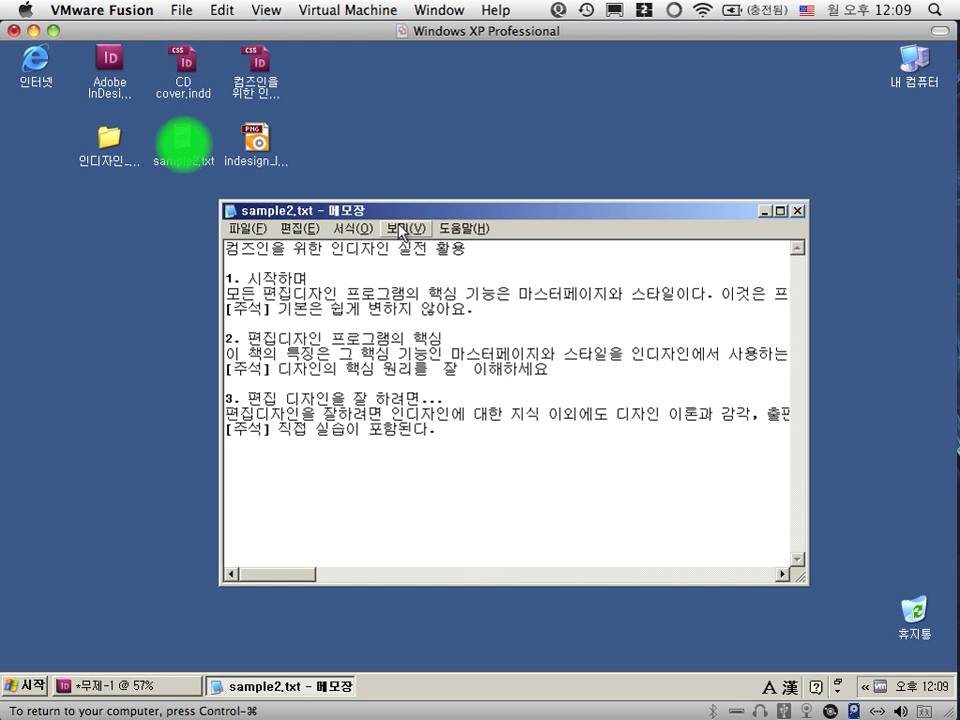 VMware Fusion File Edit View Virtual Machine Window Help (충전됨) 월 오후 12:09
Windows XP Professional
인터넷
Adobe InDesi...
CD cover.indd
컴즈인을 위한 인...
내 컴퓨터
인디자인_...
sample2.txt
indesign_l...
sample2.txt - 메모장
파일(F) 편집(E) 서식(O) 보기(V) 도움말(H)
컴즈인을 위한 인디자인 실전 활용
1. 시작하며
모든 편집디자인 프로그램의 핵심 기능은 마스터페이지와 스타일이다. 이것은 프
[주석] 기본은 쉽게 변하지 않아요.
2. 편집디자인 프로그램의 핵심
이 책의 특징은 그 핵심 기능인 마스터페이지와 스타일을 인디자인에서 사용하는
[주석] 디자인의 핵심 원리를 잘 이해하세요
3. 편집 디자인을 잘 하려면...
편집디자인을 잘하려면 인디자인에 대한 지식 이외에도 디자인 이론과 감각, 출판
[주석] 직접 실습이 포함된다.
휴지통
시작 *무제-1 @ 57% sample2.txt - 메모장 A 漢 « 오후 12:09
To return to your computer, press Control-⌘